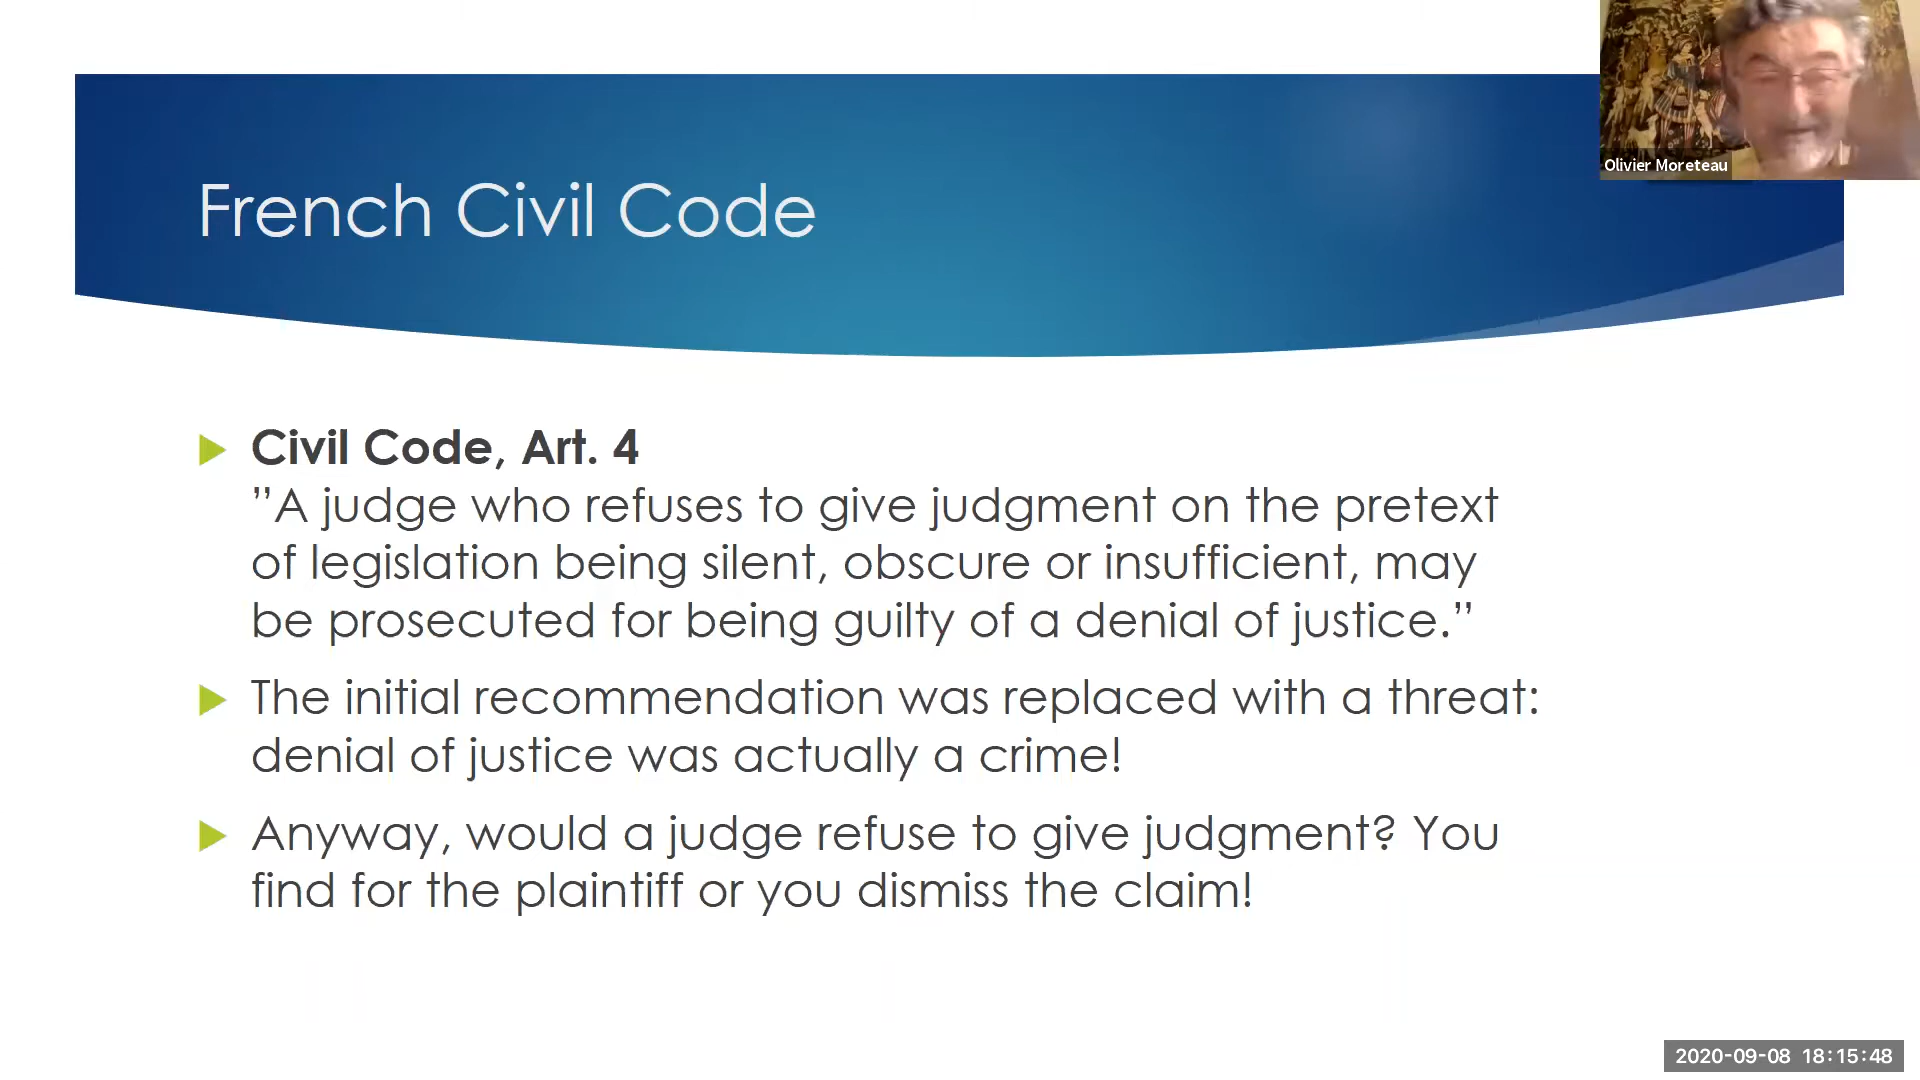 Olivier Moreteau
French Civil Code
Civil Code, Art. 4
”A judge who refuses to give judgment on the pretext
of legislation being silent, obscure or insufficient, may
be prosecuted for being guilty of a denial of justice.”
The initial recommendation was replaced with a threat:
denial of justice was actually a crime!
Anyway, would a judge refuse to give judgment? You
find for the plaintiff or you dismiss the claim!
2020-09-08 18:15:48